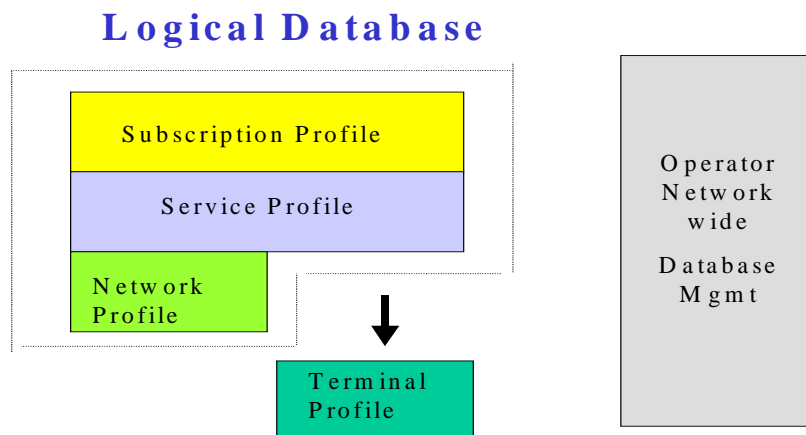 Logical Database
Subscription Profile
Service Profile
Network
Profile
Terminal
Profile
Operator
Network
wide
Database
Mgmt